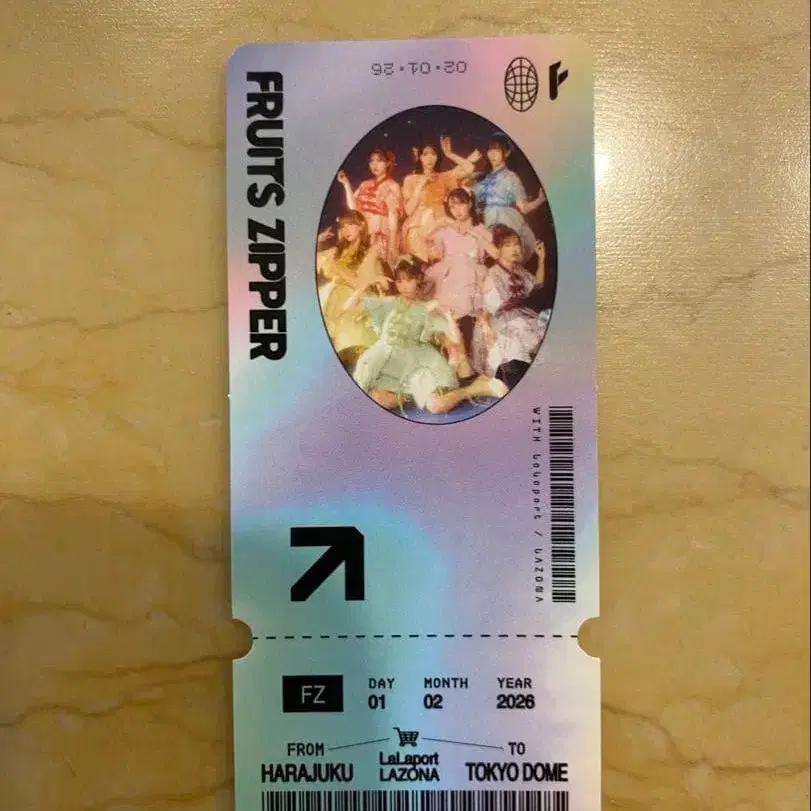 02·01·26
FRUITS ZIPPER
WITH LaLaport / LAZONA
FZ
DAY MONTH YEAR
01 02 2026
FROM TO
HARAJUKU LaLaport LAZONA TOKYO DOME